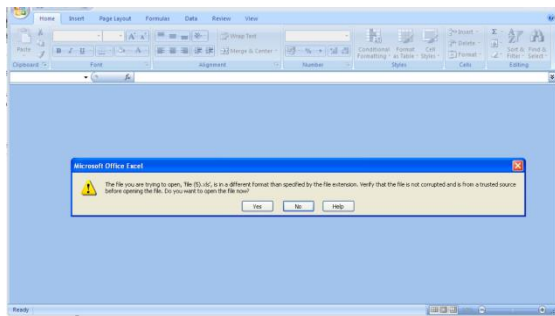 Home Insert Page Layout Formulas Data Review View
Paste
Wrap Text
Merge & Center
Conditional Formatting
Format as Table
Cell Styles
Insert
Delete
Format
Sort & Filter
Find & Select
Clipboard Font Alignment Number Styles Cells Editing
Microsoft Office Excel
The file you are trying to open, 'file (5).xls', is in a different format than specified by the file extension. Verify that the file is not corrupted and is from a trusted source
before opening the file. Do you want to open the file now?
Yes No Help
Ready